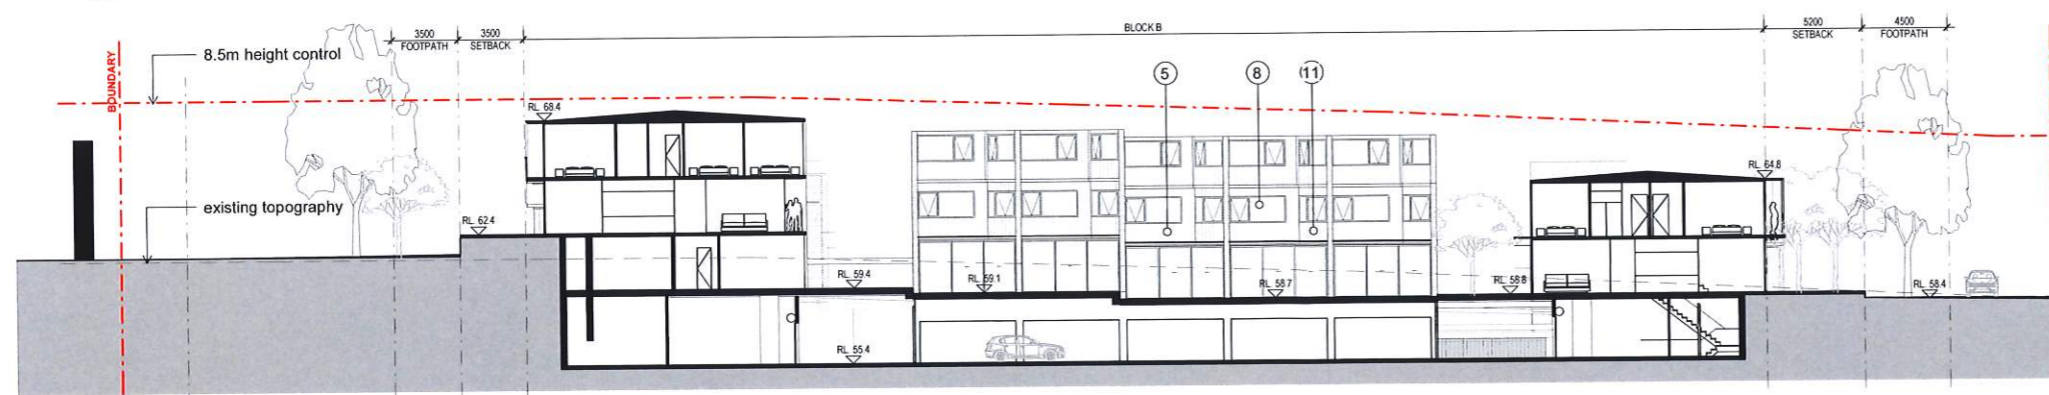 3500
FOOTPATH
3500
SETBACK
BLOCK B
5200
SETBACK
4500
FOOTPATH
BOUNDARY
8.5m height control
5
8
11
RL 68.4
RL 64.8
existing topography
RL 62.4
RL 59.4
RL 59.1
RL 58.7
RL 58.8
RL 58.4
RL 55.4